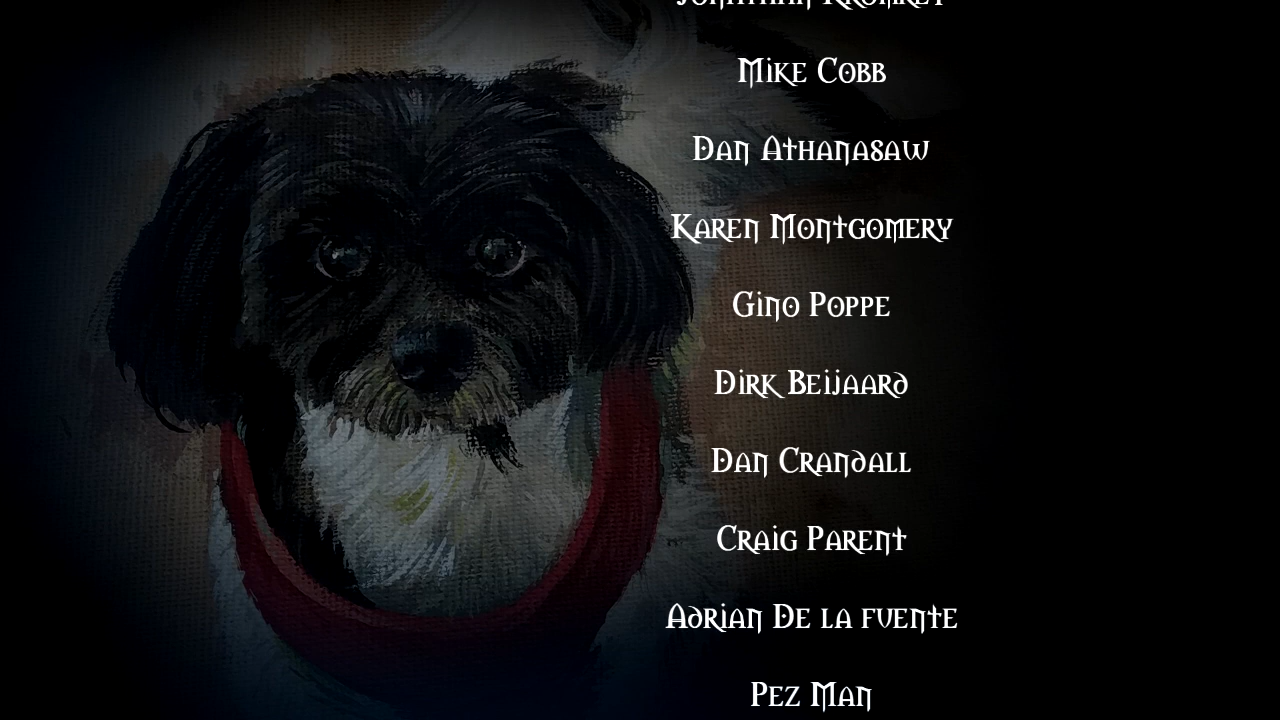 Mike Cobb
Dan Athanasaw
Karen Montgomery
Gino Poppe
Dirk Beijaard
Dan Crandall
Craig Parent
Adrian De la fuente
Pez Man